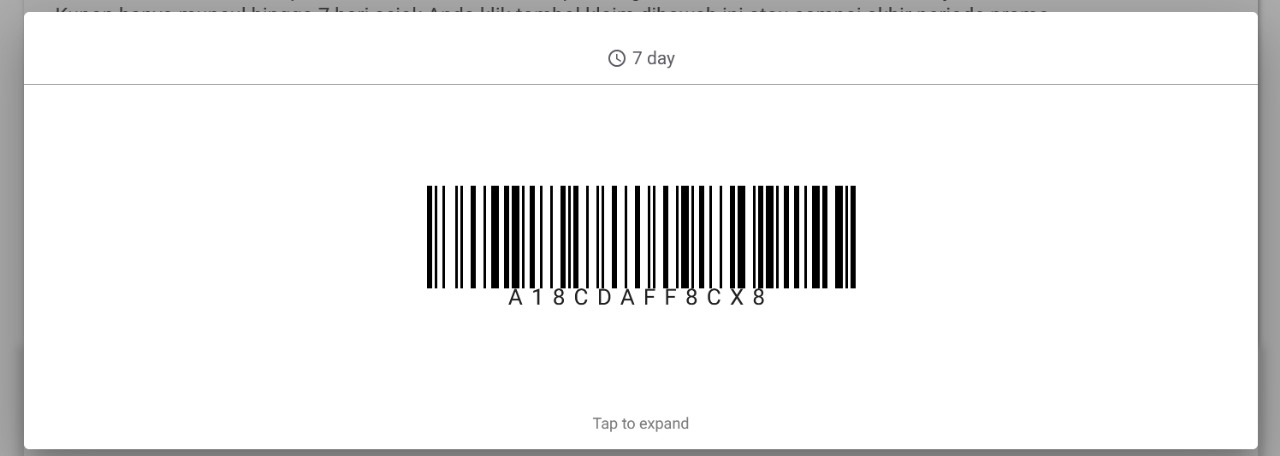 Kupon hanya muncul hingga 7 hari sejak Anda klik tombol klaim dibawah ini atau sampai akhir periode promo
7 day
A18CDAFF8CX8
Tap to expand